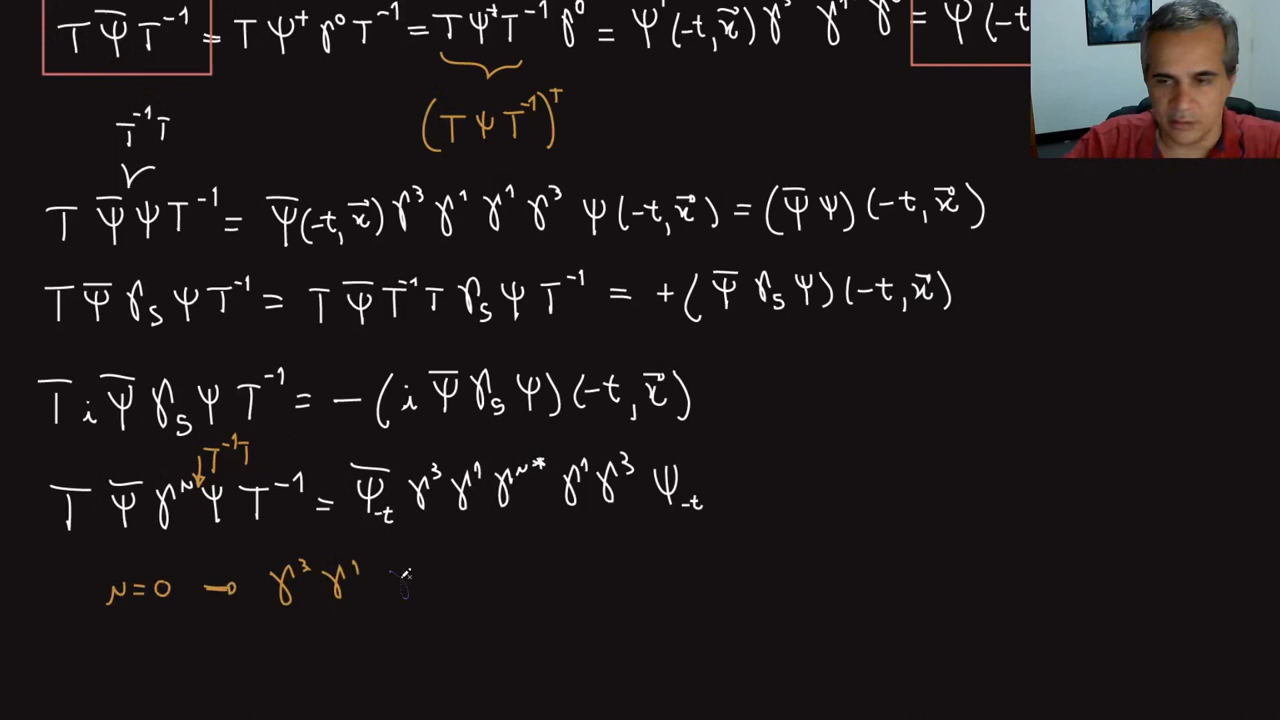 T Ψ̄ T⁻¹ = T Ψ⁺ γ⁰ T⁻¹ = T Ψ⁺ T⁻¹ γ⁰ = Ψ⁺(-t, x⃗) γ³ γ¹ γ⁰ = Ψ̄ (-t
(T Ψ T⁻¹)ᵀ
T⁻¹T
T Ψ̄ Ψ T⁻¹ = Ψ̄(-t, x⃗) γ³ γ¹ γ¹ γ³ Ψ(-t, x⃗) = (Ψ̄ Ψ)(-t, x⃗)
T Ψ̄ γ₅ Ψ T⁻¹ = T Ψ̄ T⁻¹ T γ₅ Ψ T⁻¹ = +(Ψ̄ γ₅ Ψ)(-t, x⃗)
T i Ψ̄ γ₅ Ψ T⁻¹ = -(i Ψ̄ γ₅ Ψ)(-t, x⃗)
↓T⁻¹T
T Ψ̄ γ^μ Ψ T⁻¹ = Ψ̄₋t γ³ γ¹ γ^μ* γ¹ γ³ Ψ₋t
μ=0 → γ³ γ¹ γ